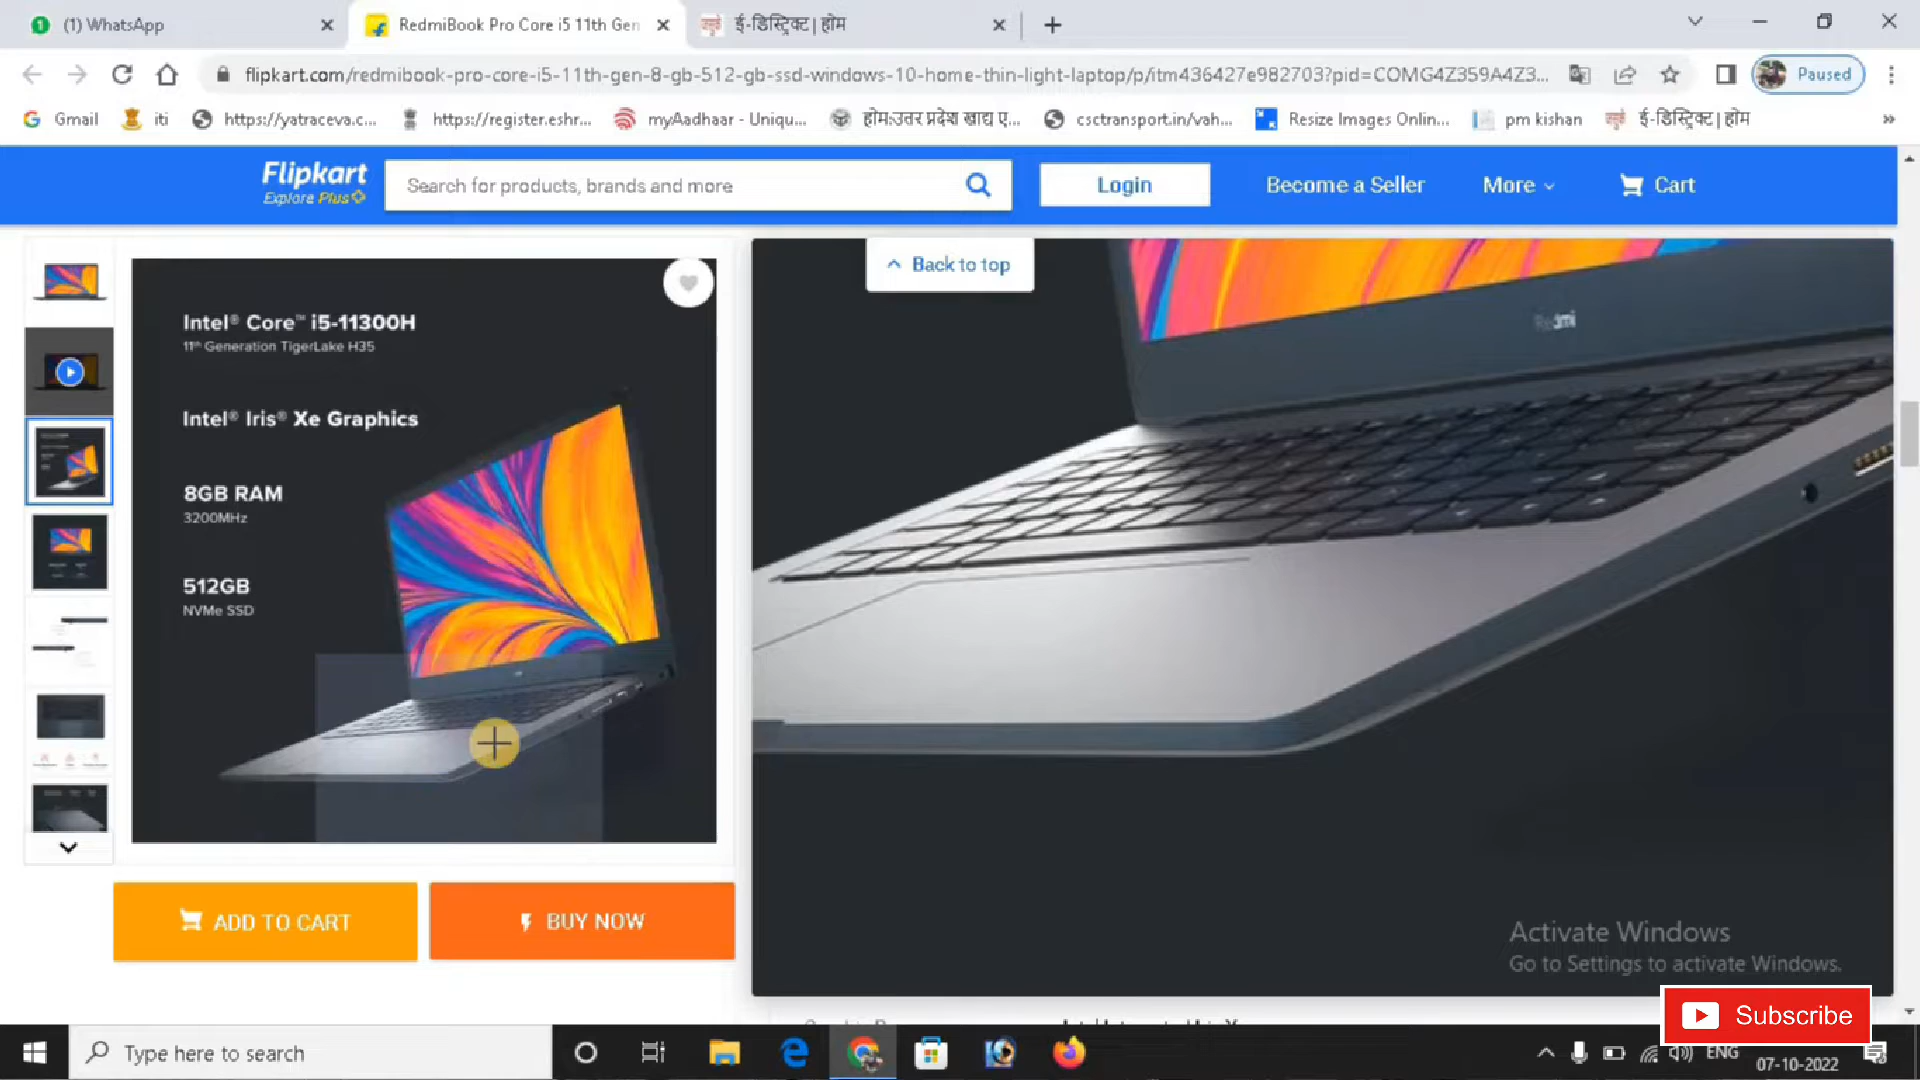 (1) WhatsApp
RedmiBook Pro Core i5 11th Gen
ई-डिस्ट्रिक्ट | होम
flipkart.com/redmibook-pro-core-i5-11th-gen-8-gb-512-gb-ssd-windows-10-home-thin-light-laptop/p/itm436427e982703?pid=COMG4Z359A4Z3...
Paused
Gmail
iti
https://yatraceva.c...
https://register.eshr...
myAadhaar - Uniqu...
होम:उत्तर प्रदेश खाद्य ए...
csctransport.in/vah...
Resize Images Onlin...
pm kishan
ई-डिस्ट्रिक्ट | होम
Flipkart
Explore Plus
Search for products, brands and more
Login
Become a Seller
More
Cart
Back to top
Intel® Core™ i5-11300H
11th Generation TigerLake H35
Intel® Iris® Xe Graphics
8GB RAM
3200MHz
512GB
NVMe SSD
Redmi
ADD TO CART
BUY NOW
Activate Windows
Go to Settings to activate Windows.
Subscribe
Type here to search
ENG
07-10-2022